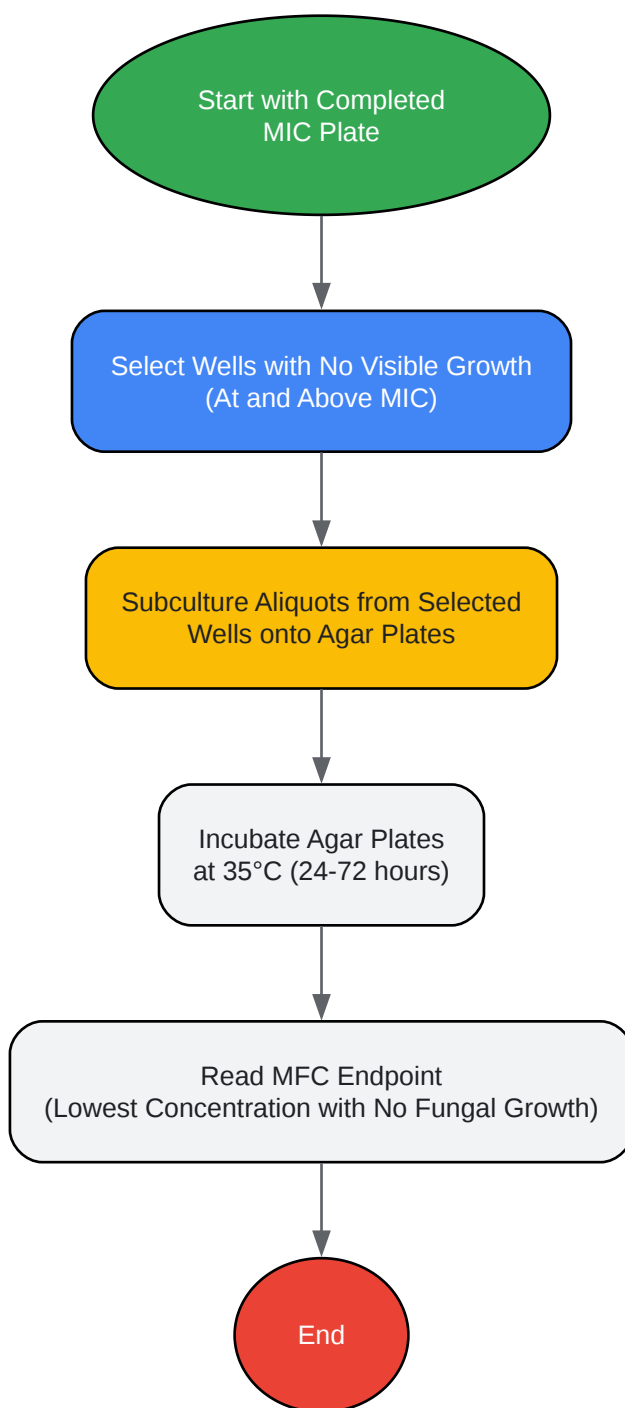 Start with Completed
MIC Plate
Select Wells with No Visible Growth
(At and Above MIC)
Subculture Aliquots from Selected
Wells onto Agar Plates
Incubate Agar Plates
at 35°C (24-72 hours)
Read MFC Endpoint
(Lowest Concentration with No Fungal Growth)
End